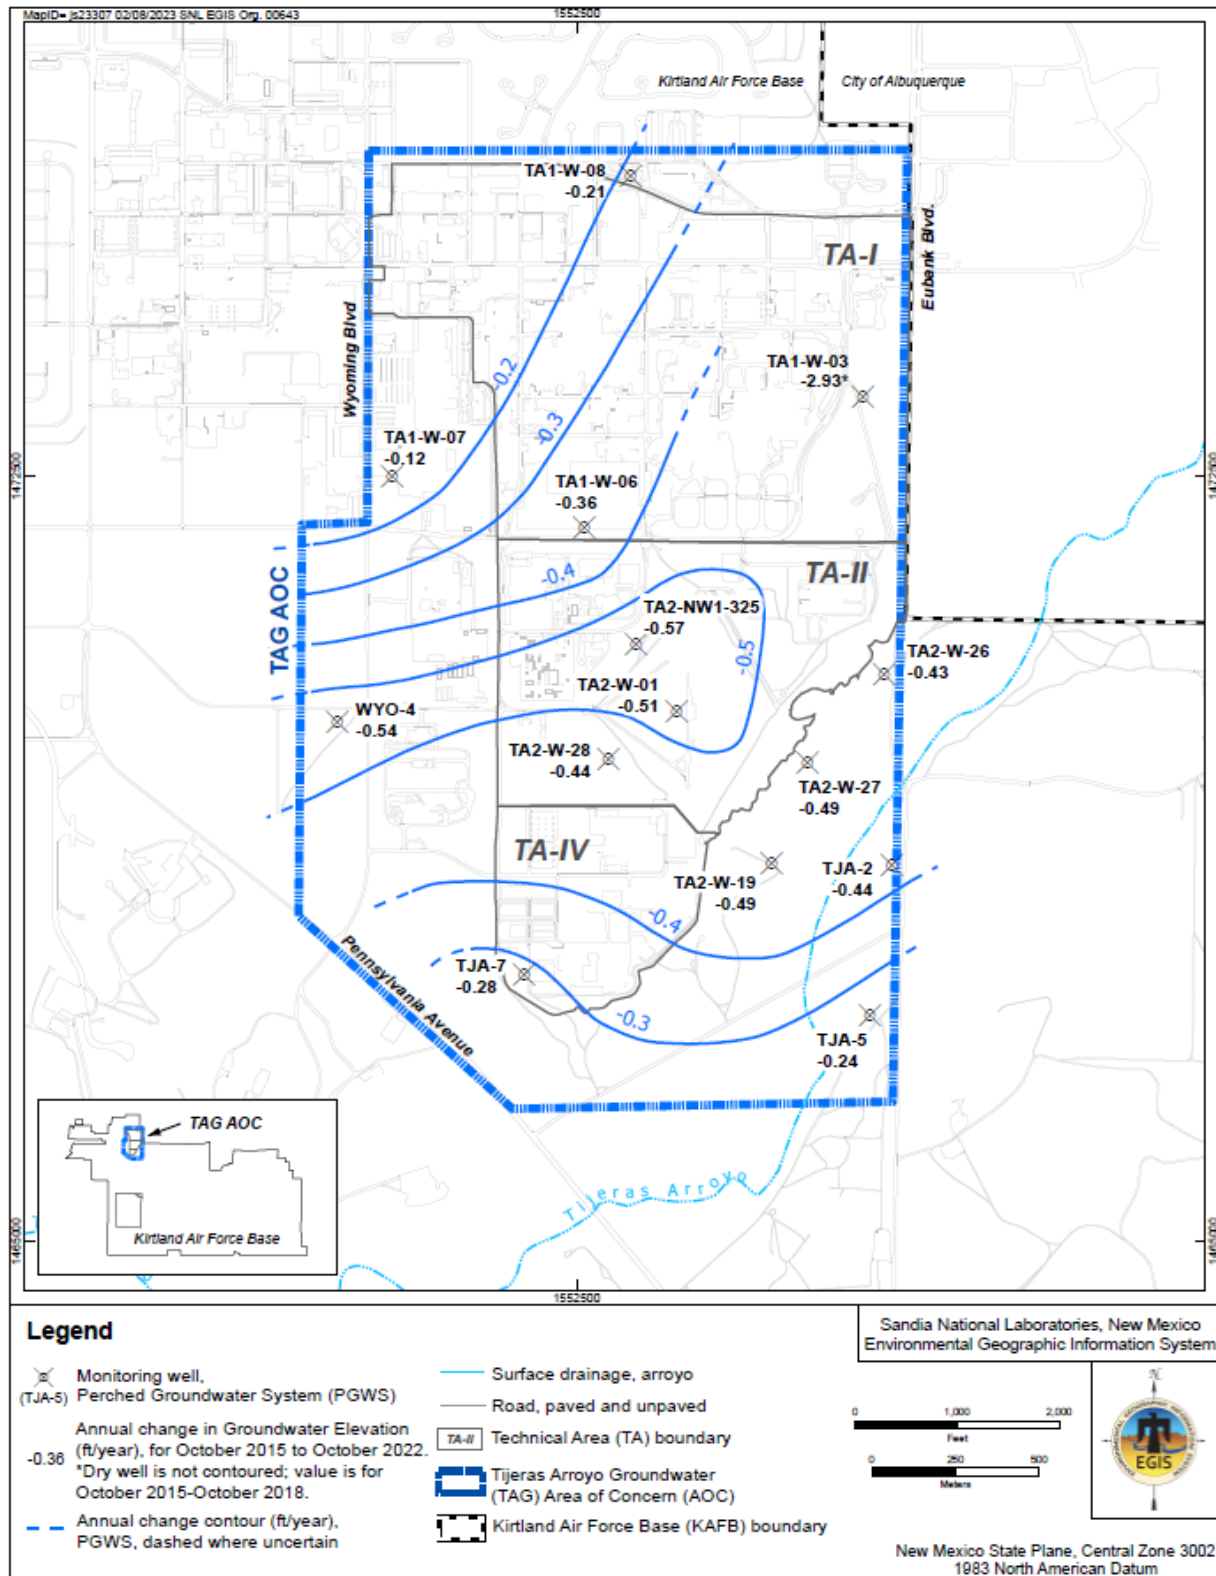 MapID= js23307 02/08/2023 SNL EGIS Org. 00643
1552500
Kirtland Air Force Base
City of Albuquerque
TA1-W-08
-0.21
TA-I
Eubank Blvd.
Wyoming Blvd
-0.2
-0.3
TA1-W-03
-2.93*
TA1-W-07
-0.12
1472500
1472500
TA1-W-06
-0.36
-0.4
TA-II
TAG AOC
TA2-NW1-325
-0.57
-0.5
TA2-W-26
-0.43
TA2-W-01
-0.51
WYO-4
-0.54
TA2-W-28
-0.44
TA2-W-27
-0.49
TA-IV
TA2-W-19
-0.49
TJA-2
-0.44
-0.4
Pennsylvania Avenue
TJA-7
-0.28
-0.3
TJA-5
-0.24
TAG AOC
Kirtland Air Force Base
Tijeras Arroyo
1465000
1465000
1552500
Legend
Monitoring well,
(TJA-5) Perched Groundwater System (PGWS)
Annual change in Groundwater Elevation
-0.36 (ft/year), for October 2015 to October 2022.
*Dry well is not contoured; value is for
October 2015-October 2018.
Annual change contour (ft/year),
PGWS, dashed where uncertain
Surface drainage, arroyo
Road, paved and unpaved
TA-II Technical Area (TA) boundary
Tijeras Arroyo Groundwater
(TAG) Area of Concern (AOC)
Kirtland Air Force Base (KAFB) boundary
Sandia National Laboratories, New Mexico
Environmental Geographic Information System
0 1,000 2,000
Feet
0 250 500
Meters
N
EGIS
New Mexico State Plane, Central Zone 3002
1983 North American Datum